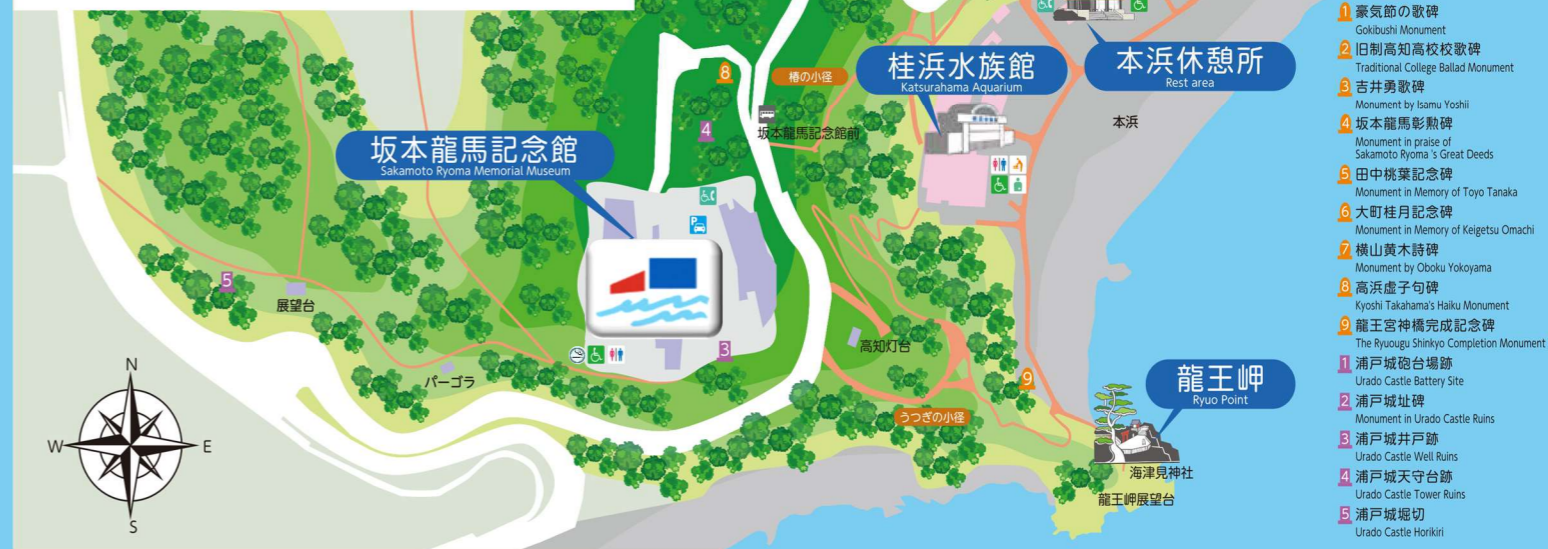 桂浜水族館
Katsurahama Aquarium
本浜休憩所
Rest area
椿の小径
8
本浜
坂本龍馬記念館前
4
坂本龍馬記念館
Sakamoto Ryoma Memorial Museum
P
5
展望台
高知灯台
3
パーゴラ
9
龍王岬
Ryuo Point
うつぎの小径
海津見神社
龍王岬展望台
N
W
E
S
1 豪気節の歌碑
Gokibushi Monument
2 旧制高知高校校歌碑
Traditional College Ballad Monument
3 吉井勇歌碑
Monument by Isamu Yoshii
4 坂本龍馬彰勲碑
Monument in praise of
Sakamoto Ryoma 's Great Deeds
5 田中桃葉記念碑
Monument in Memory of Toyo Tanaka
6 大町桂月記念碑
Monument in Memory of Keigetsu Omachi
7 横山黄木詩碑
Monument by Oboku Yokoyama
8 高浜虚子句碑
Kyoshi Takahama's Haiku Monument
9 龍王宮神橋完成記念碑
The Ryuougu Shinkyo Completion Monument
1 浦戸城砲台場跡
Urado Castle Battery Site
2 浦戸城址碑
Monument in Urado Castle Ruins
3 浦戸城井戸跡
Urado Castle Well Ruins
4 浦戸城天守台跡
Urado Castle Tower Ruins
5 浦戸城堀切
Urado Castle Horikiri